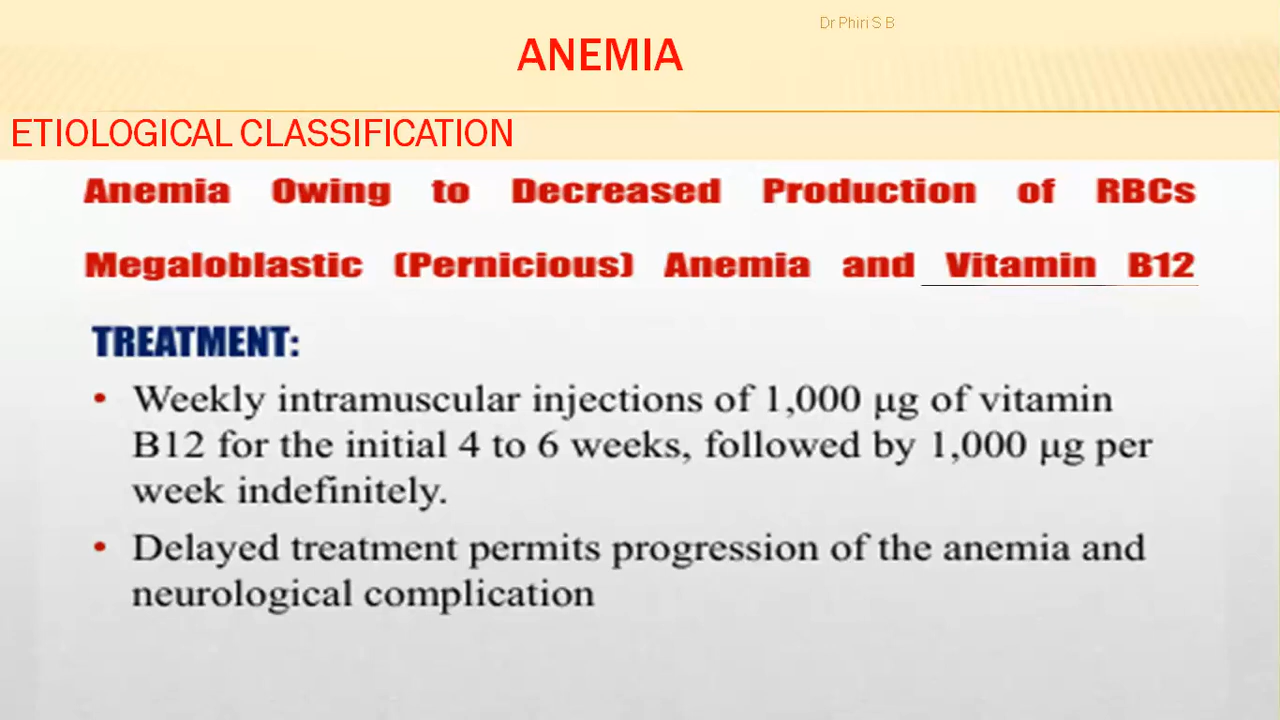 Dr Phiri S B
ANEMIA
ETIOLOGICAL CLASSIFICATION
Anemia Owing to Decreased Production of RBCs
Megaloblastic (Pernicious) Anemia and Vitamin B12
TREATMENT:
• Weekly intramuscular injections of 1,000 µg of vitamin
B12 for the initial 4 to 6 weeks, followed by 1,000 µg per
week indefinitely.
• Delayed treatment permits progression of the anemia and
neurological complication